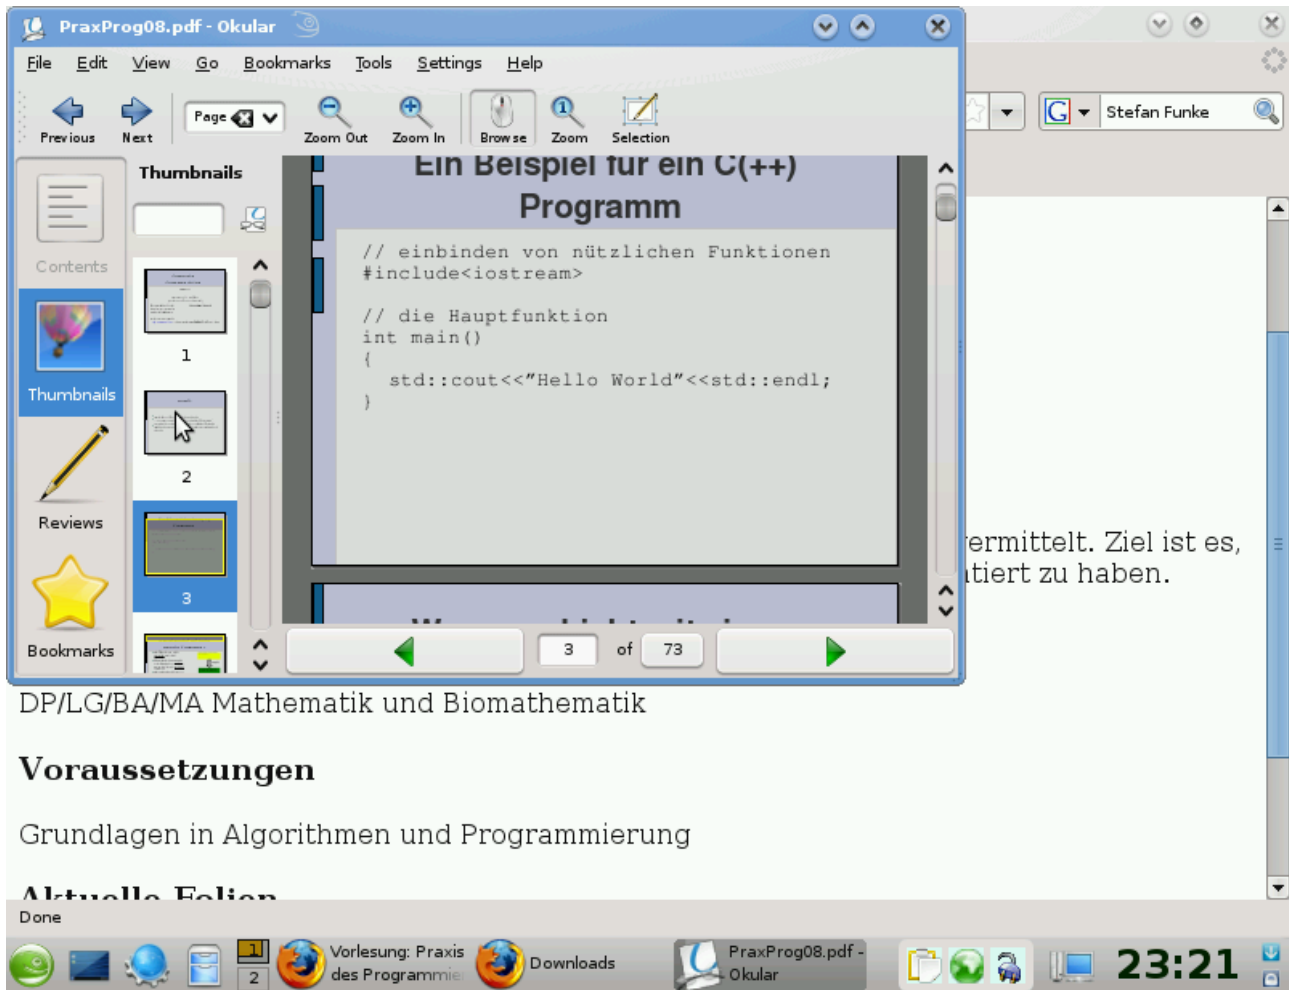 PraxProg08.pdf - Okular
File Edit View Go Bookmarks Tools Settings Help
Previous Next Page Zoom Out Zoom In Browse Zoom Selection
Stefan Funke
Contents
Thumbnails
Reviews
Bookmarks
Thumbnails
1
2
3
Ein Beispiel für ein C(++)
Programm
// einbinden von nützlichen Funktionen
#include<iostream>
// die Hauptfunktion
int main()
{
std::cout<<"Hello World"<<std::endl;
}
3 of 73
ermittelt. Ziel ist es,
tiert zu haben.
DP/LG/BA/MA Mathematik und Biomathematik
Voraussetzungen
Grundlagen in Algorithmen und Programmierung
Aktuelle Folien
Done
1
2
Vorlesung: Praxis
des Programmie
Downloads
PraxProg08.pdf -
Okular
23:21